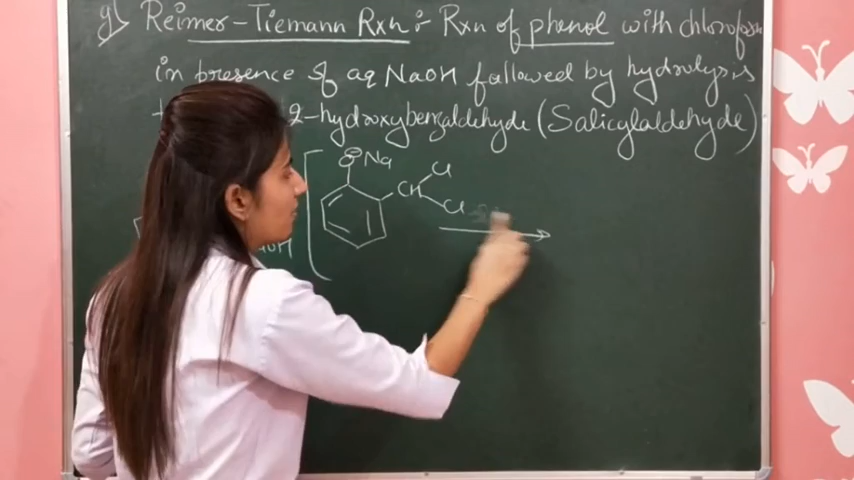 g) Reimer-Tiemann Rxn :- Rxn of phenol with chloroform
in presence of aq NaOH followed by hydrolysis
2-hydroxybenzaldehyde (Salicylaldehyde)
O⊖ Na
Cl
CH
Cl